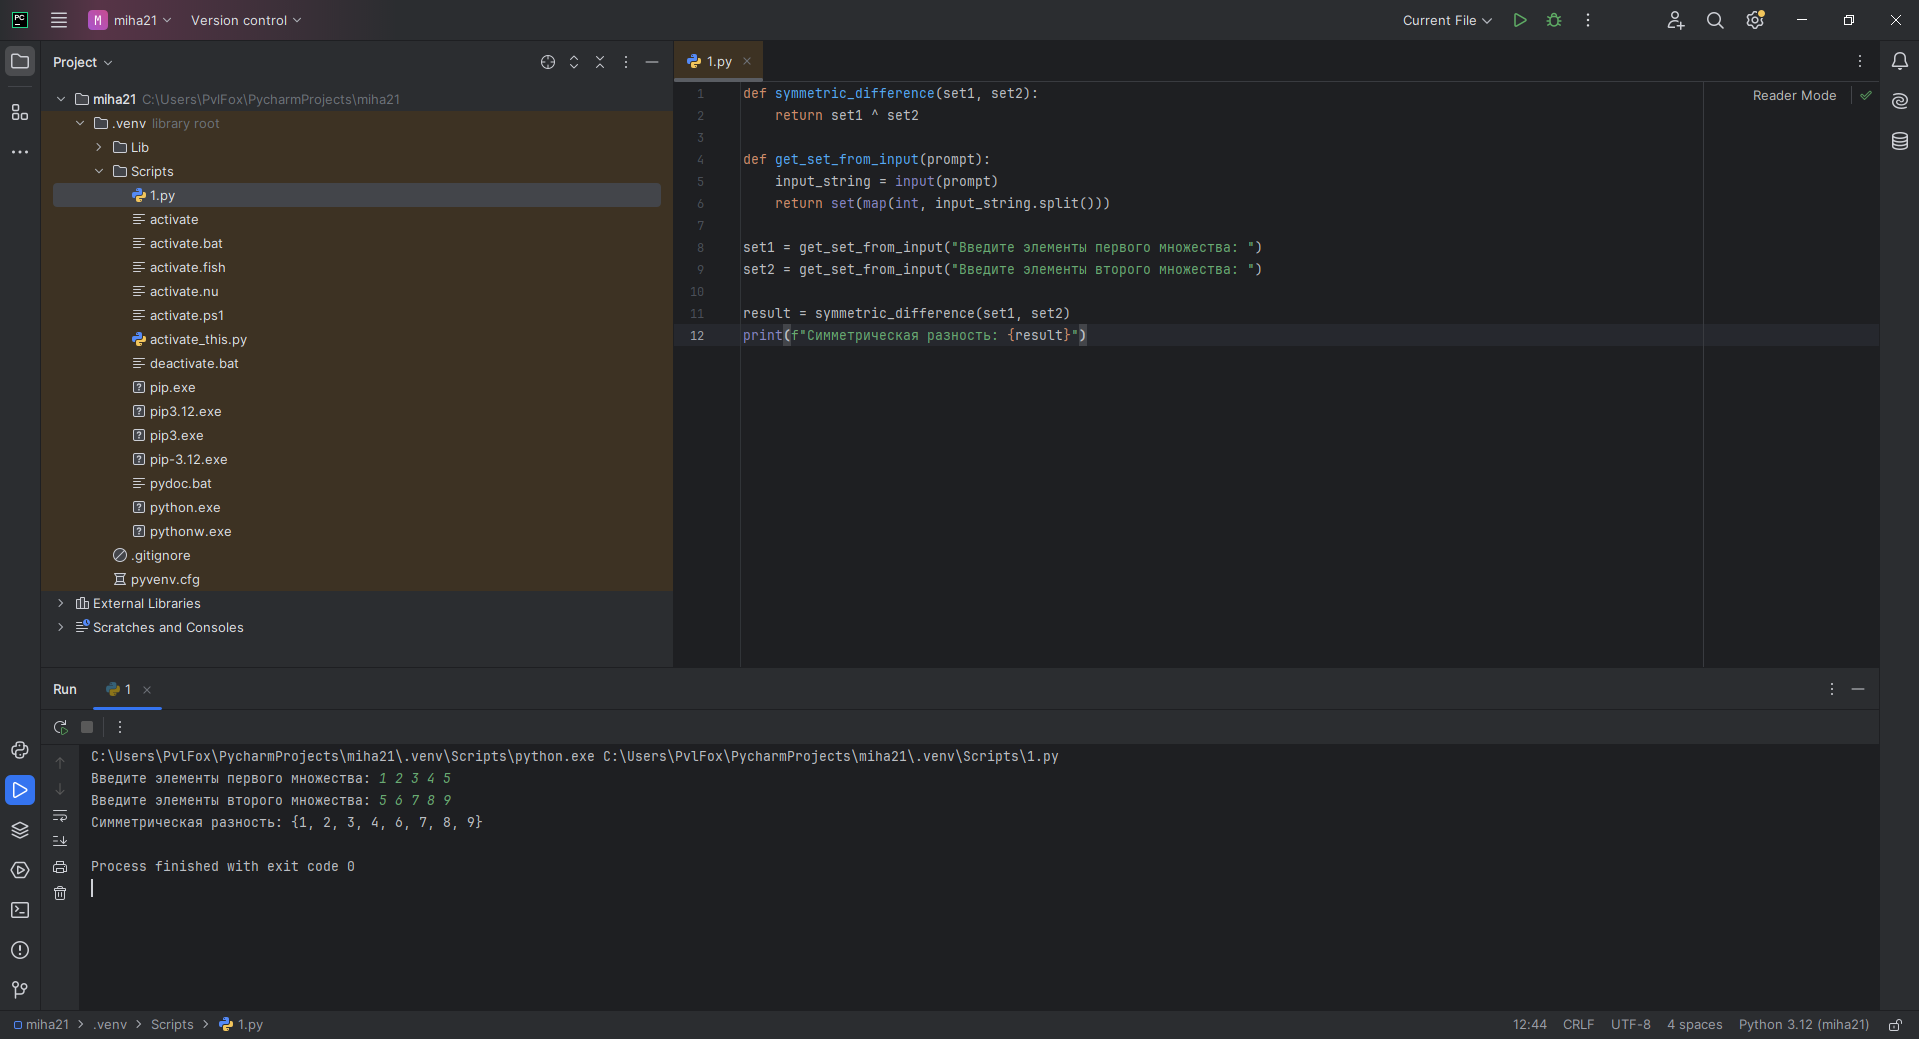 PC M miha21 Version control Current File
Project
miha21 C:\Users\PvlFox\PycharmProjects\miha21
.venv library root
Lib
Scripts
1.py
activate
activate.bat
activate.fish
activate.nu
activate.ps1
activate_this.py
deactivate.bat
pip.exe
pip3.12.exe
pip3.exe
pip-3.12.exe
pydoc.bat
python.exe
pythonw.exe
.gitignore
pyvenv.cfg
External Libraries
Scratches and Consoles
1.py
Reader Mode
1 def symmetric_difference(set1, set2):
2 return set1 ^ set2
3
4 def get_set_from_input(prompt):
5 input_string = input(prompt)
6 return set(map(int, input_string.split()))
7
8 set1 = get_set_from_input("Введите элементы первого множества: ")
9 set2 = get_set_from_input("Введите элементы второго множества: ")
10
11 result = symmetric_difference(set1, set2)
12 print(f"Симметрическая разность: {result}")
Run 1
C:\Users\PvlFox\PycharmProjects\miha21\.venv\Scripts\python.exe C:\Users\PvlFox\PycharmProjects\miha21\.venv\Scripts\1.py
Введите элементы первого множества: 1 2 3 4 5
Введите элементы второго множества: 5 6 7 8 9
Симметрическая разность: {1, 2, 3, 4, 6, 7, 8, 9}
Process finished with exit code 0
miha21 > .venv > Scripts > 1.py 12:44 CRLF UTF-8 4 spaces Python 3.12 (miha21)